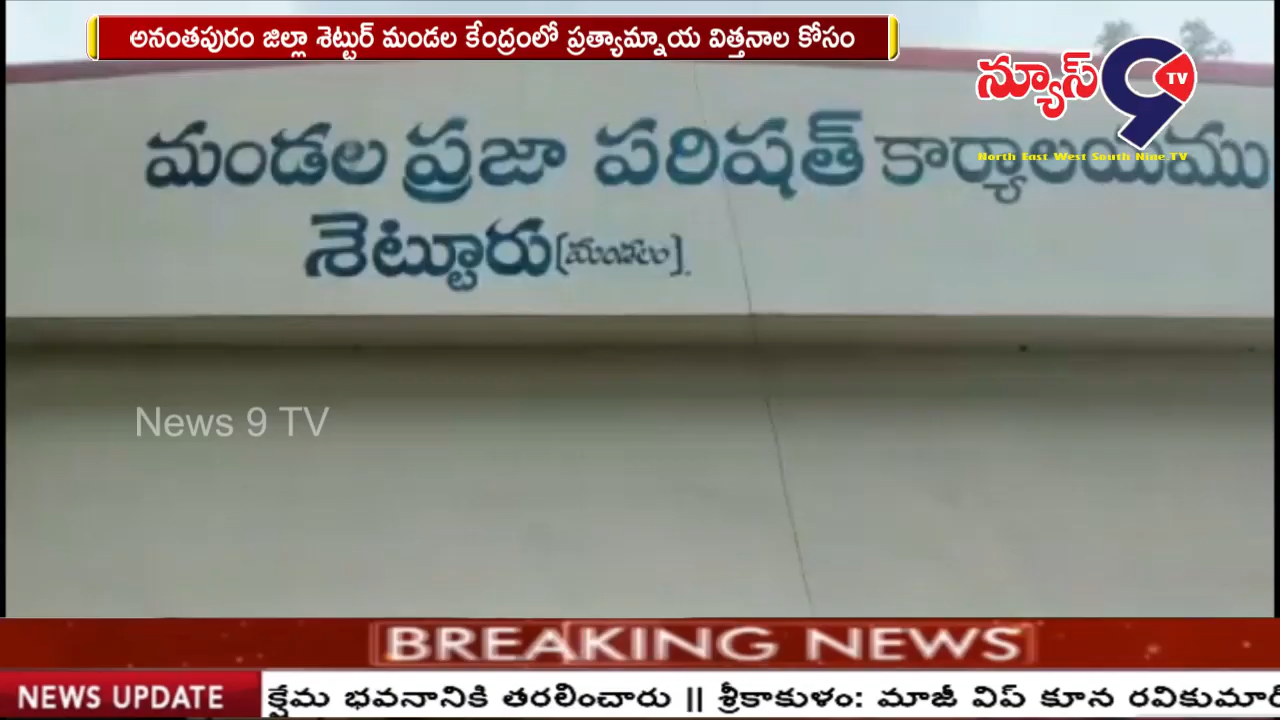 అనంతపురం జిల్లా శెట్టుర్ మండల కేంద్రంలో ప్రత్యామ్నాయ విత్తనాల కోసం
న్యూస్ 9 TV
North East West South Nine TV
మండల ప్రజా పరిషత్ కార్యాలయము
శెట్టూరు [మండలం].
News 9 TV
BREAKING NEWS
NEWS UPDATE
క్షేమ భవనానికి తరలించారు || శ్రీకాకుళం: మాజీ విప్ కూన రవికుమార్